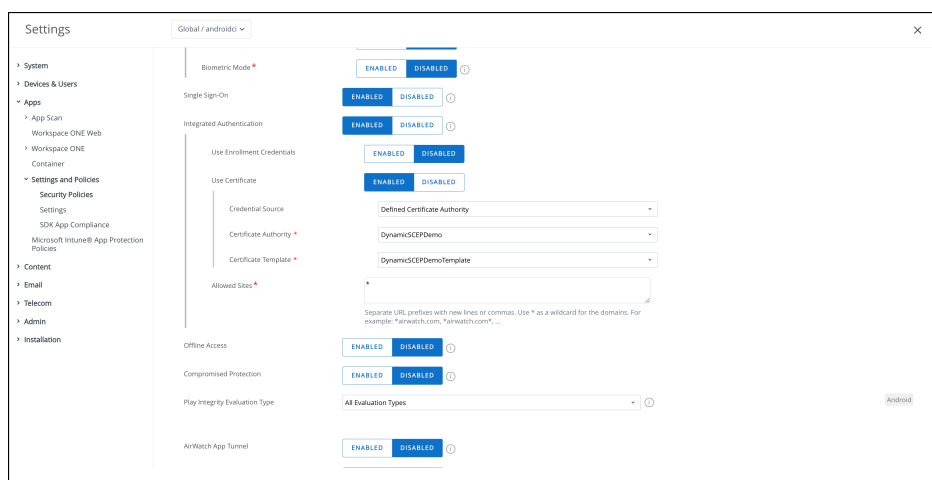 Settings
Global / androidci
System
Devices & Users
Apps
App Scan
Workspace ONE Web
Workspace ONE
Container
Settings and Policies
Security Policies
Settings
SDK App Compliance
Microsoft Intune® App Protection
Policies
Content
Email
Telecom
Admin
Installation
Biometric Mode * ENABLED DISABLED
Single Sign-On ENABLED DISABLED
Integrated Authentication ENABLED DISABLED
Use Enrollment Credentials ENABLED DISABLED
Use Certificate ENABLED DISABLED
Credential Source Defined Certificate Authority
Certificate Authority * DynamicSCEPDemo
Certificate Template * DynamicSCEPDemoTemplate
Allowed Sites * *
Separate URL prefixes with new lines or commas. Use * as a wildcard for the domains. For
example: *airwatch.com, *airwatch.com*, ...
Offline Access ENABLED DISABLED
Compromised Protection ENABLED DISABLED
Play Integrity Evaluation Type All Evaluation Types Android
AirWatch App Tunnel ENABLED DISABLED